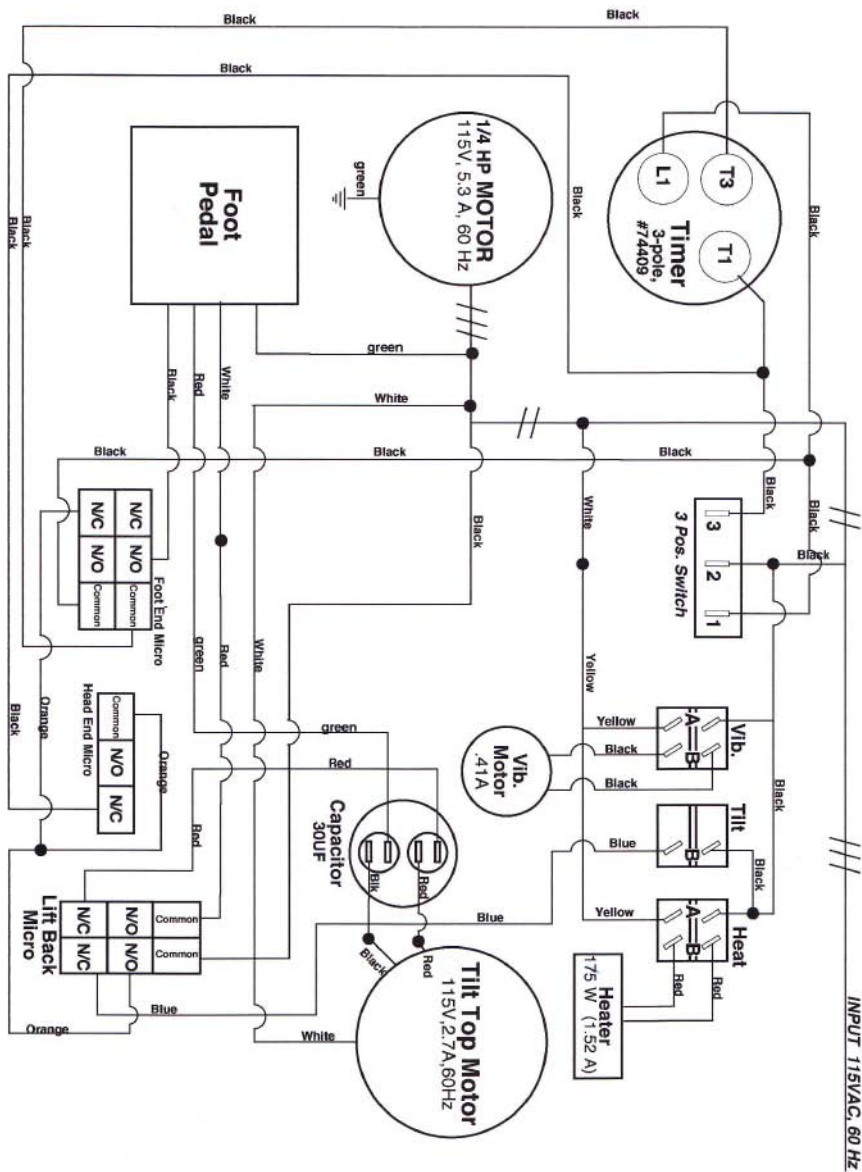 Black
Black
Black
Black
Black
Black
Black
Black
T3
L1
T1
Timer
3-pole,
#74409
1/4 HP MOTOR
115V, 5.3 A, 60 Hz
green
Foot
Pedal
green
White
White
Red
Black
Black
Black
Black
White
Black
Black
Black
Black
3
2
1
3 Pos. Switch
N/C
N/O
Common
N/C
N/O
Common
Foot End Micro
Head End Micro
Common
N/O
N/C
Orange
Orange
Black
green
Red
White
Yellow
Yellow
Black
Black
A
B
Vib.
Vib.
Motor
.41A
green
Red
Red
Capacitor
30UF
Blk
Red
Black
Red
Blue
B
Tilt
Black
Black
Blue
Yellow
A
B
Heat
Red
Red
Heater
175 W (1.52 A)
Lift Back
Micro
N/C
N/O
Common
N/C
N/O
Common
Blue
Orange
White
Tilt Top Motor
115V,2.7A,60Hz
INPUT 115VAC, 60 Hz